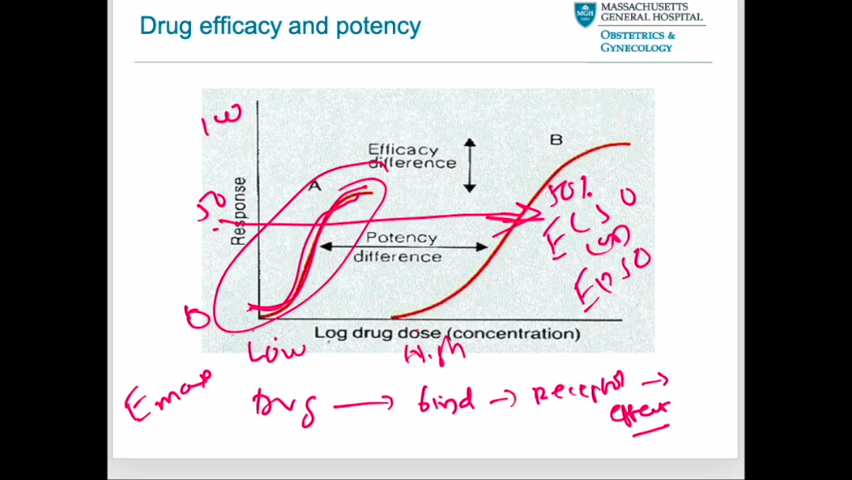 Drug efficacy and potency
MASSACHUSETTS
GENERAL HOSPITAL
OBSTETRICS &
GYNECOLOGY
MGH
100
B
Efficacy
difference
A
50%
50
EC50
ED50
Response
Potency
difference
0
Log drug dose (concentration)
Low
High
Emax
Drug → bind → Receptor →
effect